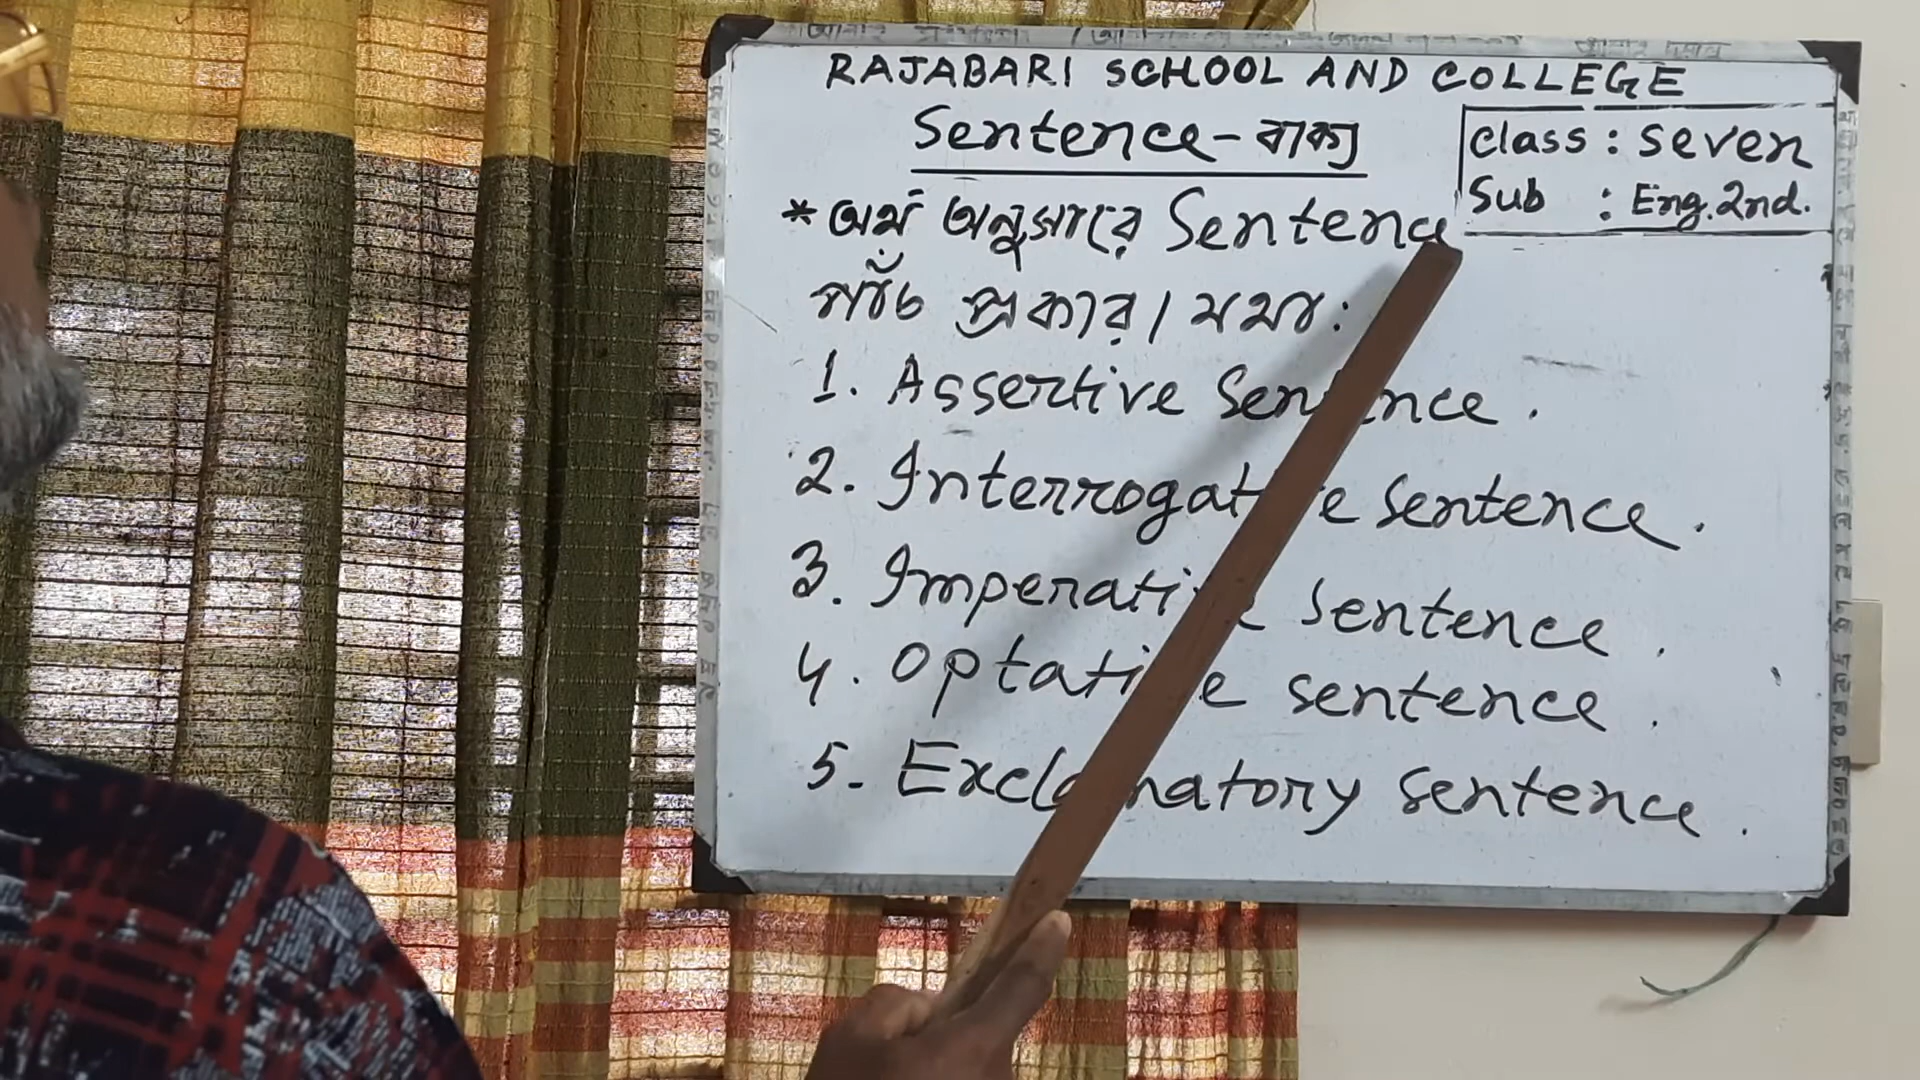 RAJABARI SCHOOL AND COLLEGE
Sentence - বাক্য
Class : Seven
Sub : Eng. 2nd.
* অর্থ অনুসারে Sentence
পাঁচ প্রকার। যথা:
1. Assertive Sentence.
2. Interrogative Sentence.
3. Imperative Sentence.
4. Optative sentence.
5. Exclamatory sentence.